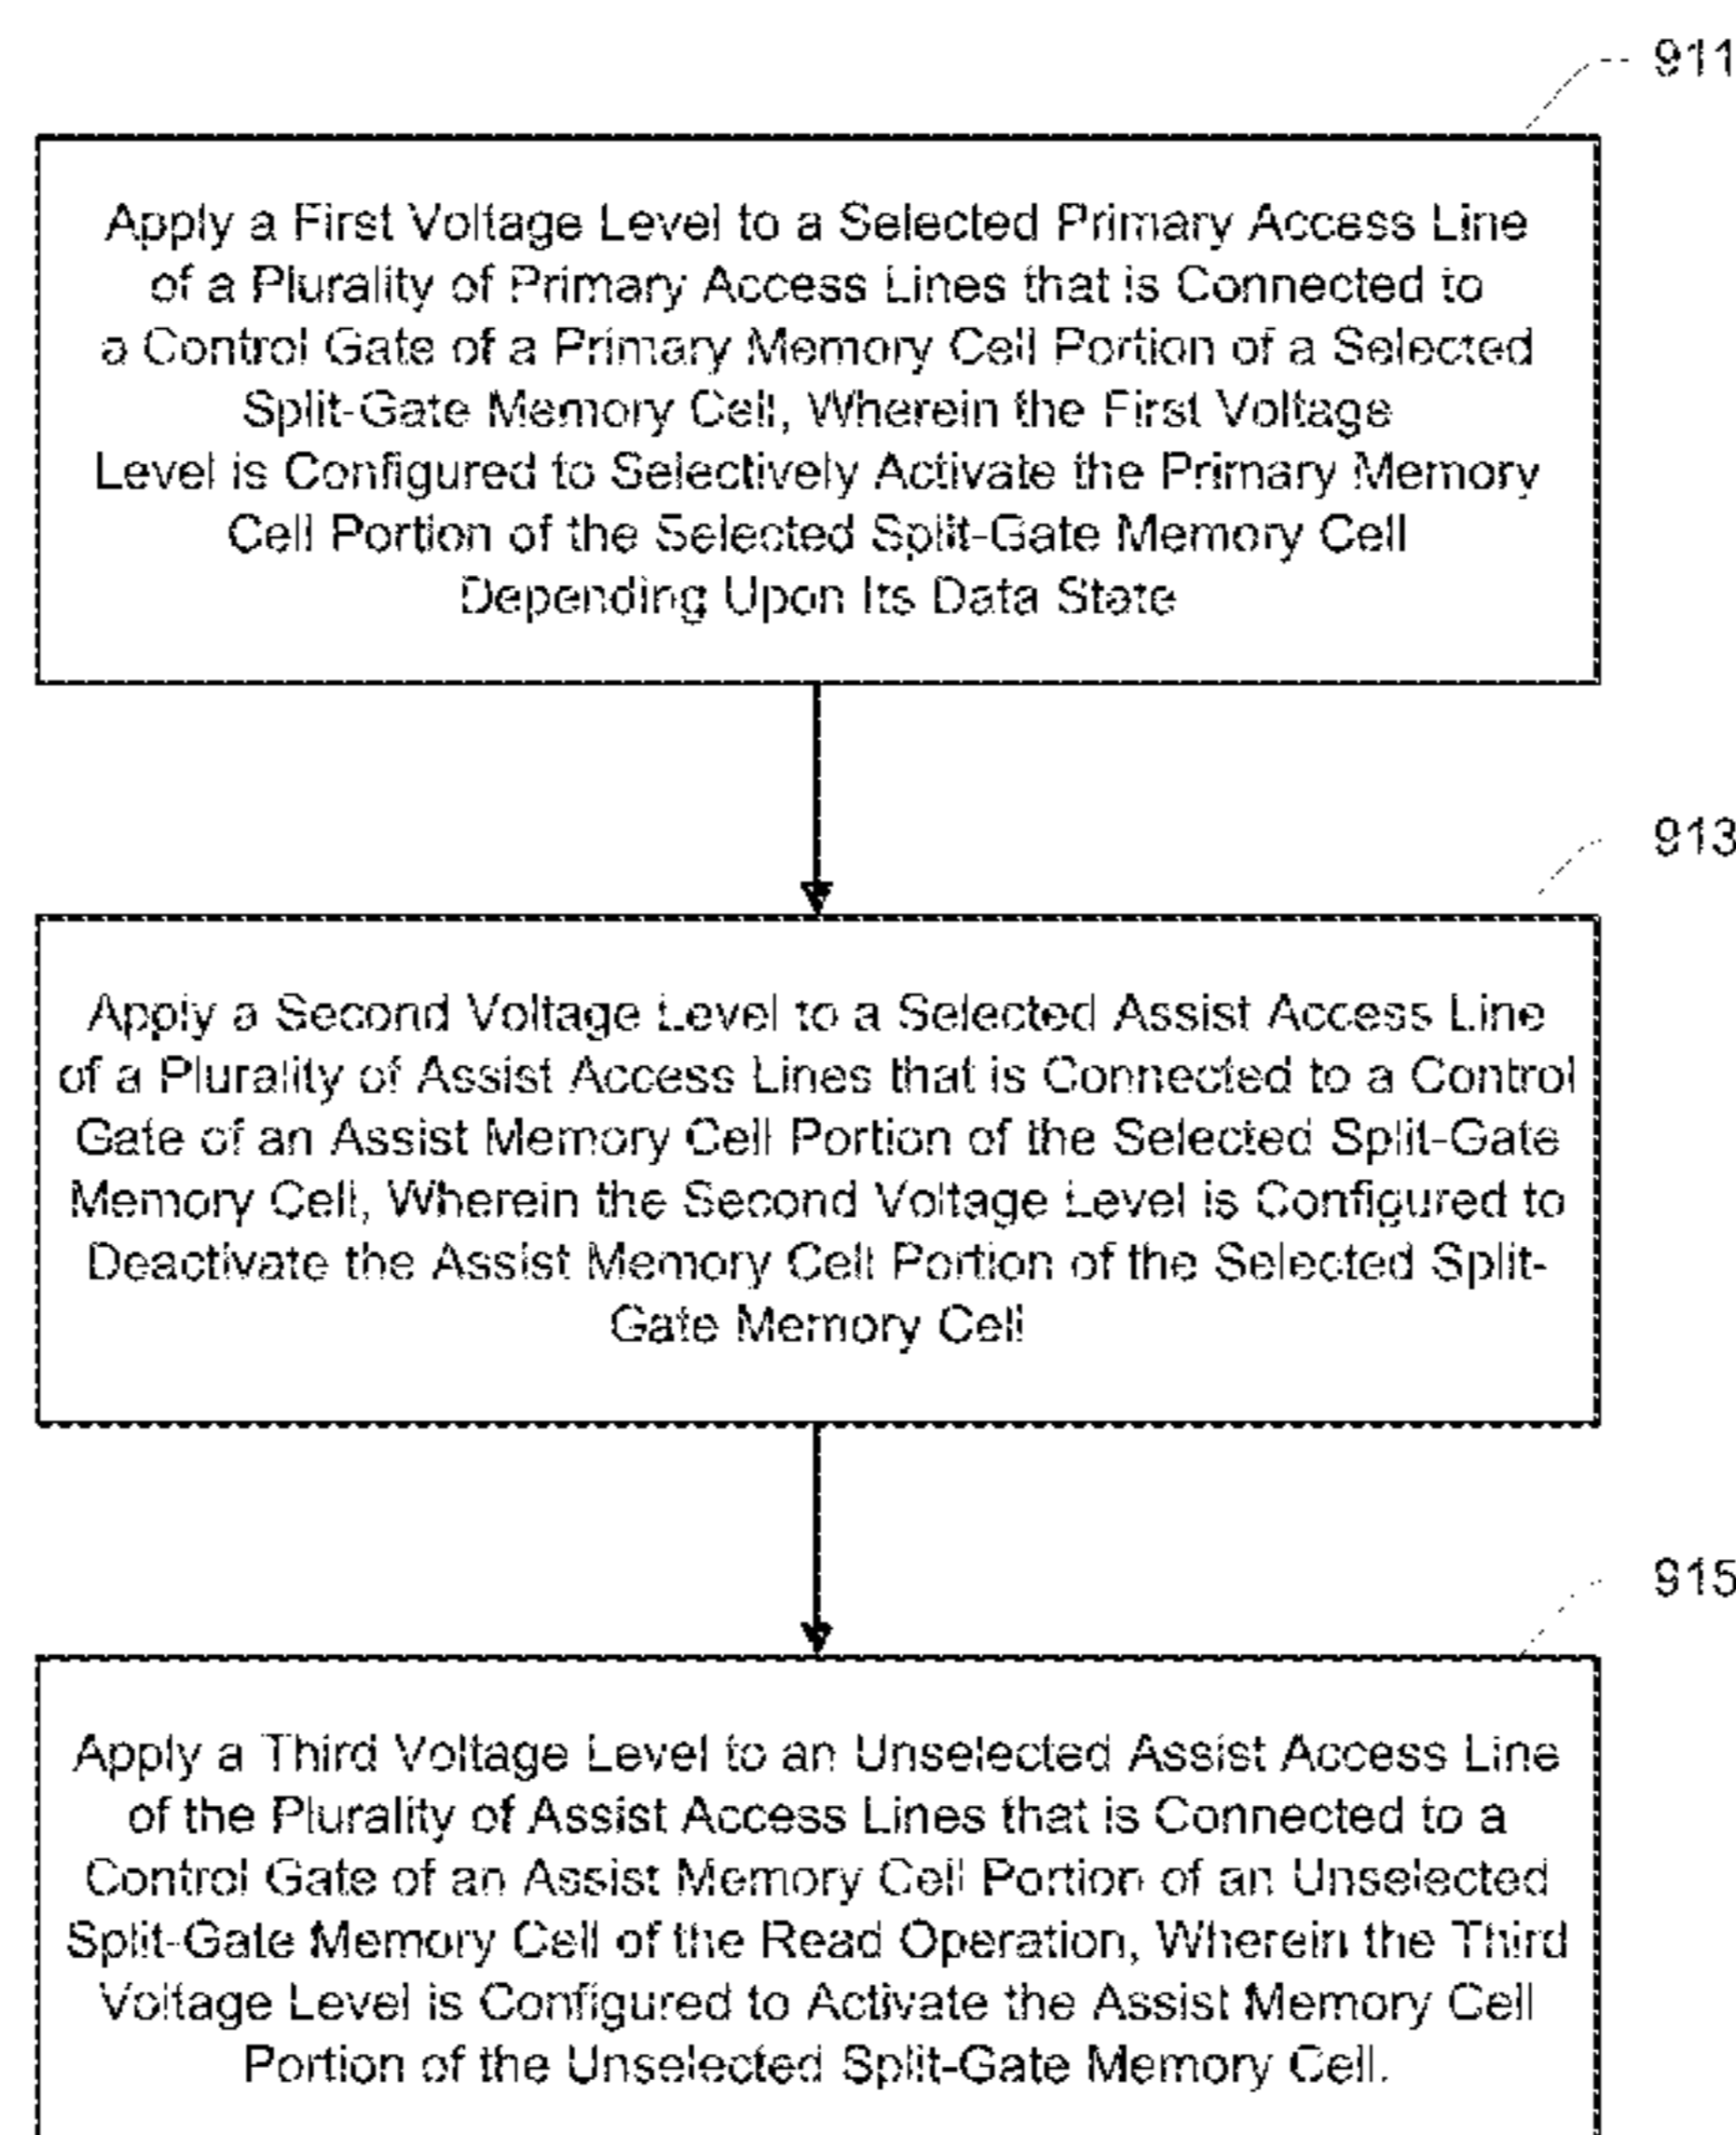 911
Apply a First Voltage Level to a Selected Primary Access Line
of a Plurality of Primary Access Lines that is Connected to
a Control Gate of a Primary Memory Cell Portion of a Selected
Split-Gate Memory Cell, Wherein the First Voltage
Level is Configured to Selectively Activate the Primary Memory
Cell Portion of the Selected Split-Gate Memory Cell
Depending Upon Its Data State
913
Apply a Second Voltage Level to a Selected Assist Access Line
of a Plurality of Assist Access Lines that is Connected to a Control
Gate of an Assist Memory Cell Portion of the Selected Split-Gate
Memory Cell, Wherein the Second Voltage Level is Configured to
Deactivate the Assist Memory Cell Portion of the Selected Split-
Gate Memory Cell
915
Apply a Third Voltage Level to an Unselected Assist Access Line
of the Plurality of Assist Access Lines that is Connected to a
Control Gate of an Assist Memory Cell Portion of an Unselected
Split-Gate Memory Cell of the Read Operation, Wherein the Third
Voltage Level is Configured to Activate the Assist Memory Cell
Portion of the Unselected Split-Gate Memory Cell.